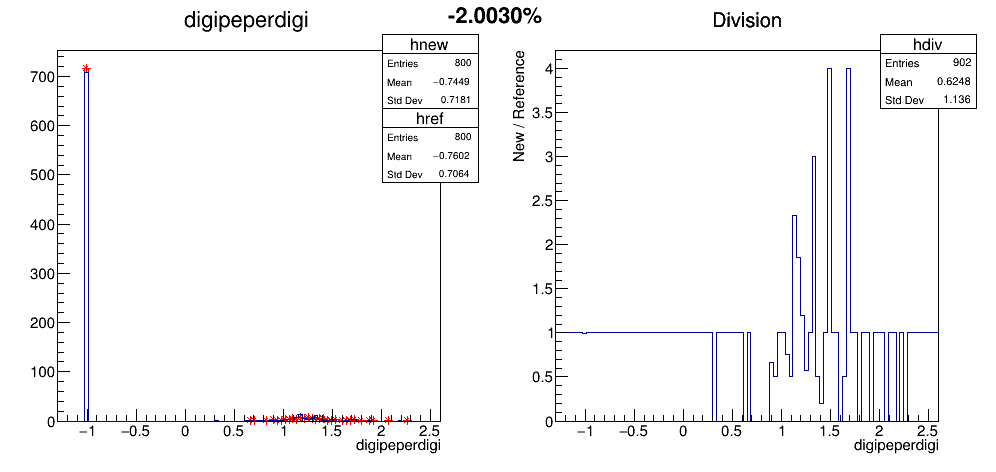 -2.0030%
digipeperdigi
hnew
Entries 800
Mean −0.7449
Std Dev 0.7181
href
Entries 800
Mean −0.7602
Std Dev 0.7064
700
600
500
400
300
200
100
0
−1 −0.5 0 0.5 1 1.5 2 2.5
digipeperdigi
Division
hdiv
Entries 902
Mean 0.6248
Std Dev 1.136
New / Reference
4
3.5
3
2.5
2
1.5
1
0.5
0
−1 −0.5 0 0.5 1 1.5 2 2.5
digipeperdigi